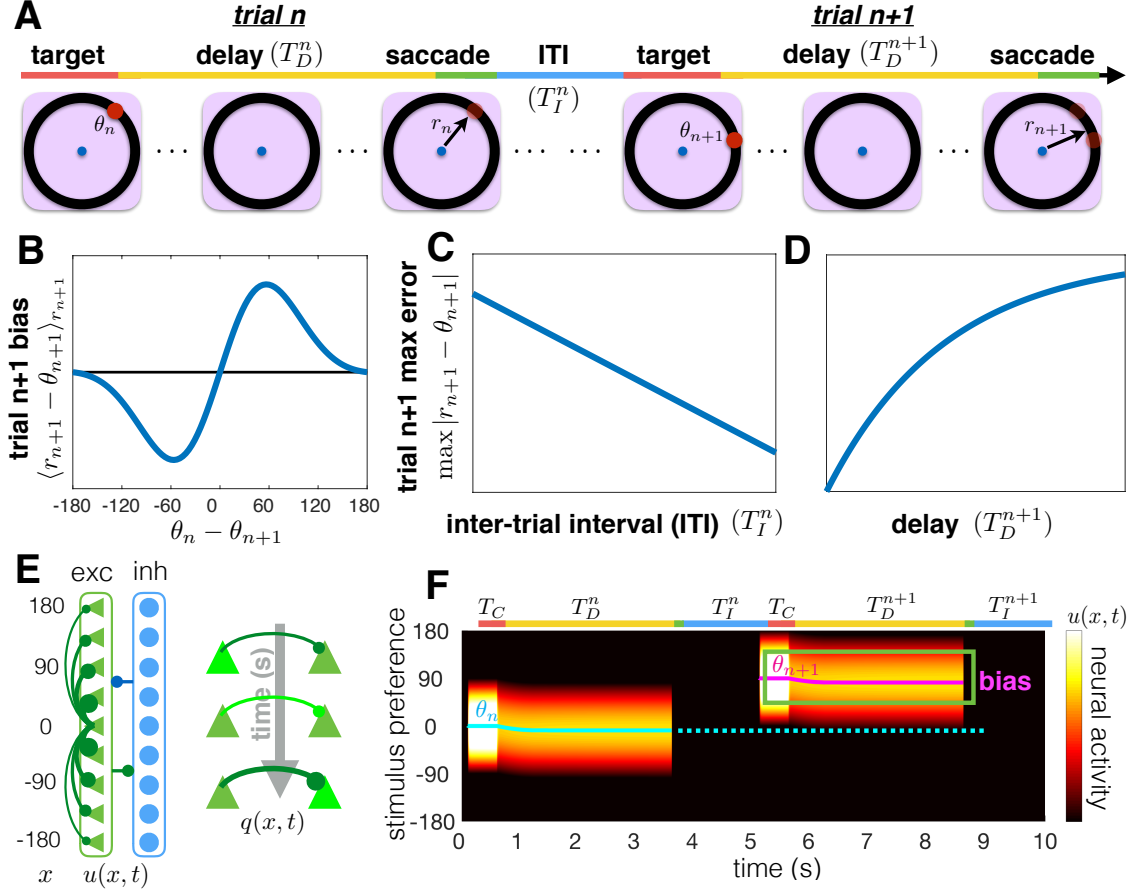 A
trial n
trial n+1
target
delay (T_D^n)
saccade
ITI
target
delay (T_D^{n+1})
saccade
(T_I^n)
θ_n
r_n
θ_{n+1}
r_{n+1}
B
trial n+1 bias
⟨r_{n+1} − θ_{n+1}⟩_{r_{n+1}}
-180 -120 -60 0 60 120 180
θ_n − θ_{n+1}
C
trial n+1 max error
max |r_{n+1} − θ_{n+1}|
inter-trial interval (ITI) (T_I^n)
D
delay (T_D^{n+1})
E
exc
inh
180
90
0
-90
-180
x
u(x, t)
time (s)
q(x, t)
F
T_C
T_D^n
T_I^n
T_C
T_D^{n+1}
T_I^{n+1}
u(x, t)
stimulus preference
180
90
0
-90
-180
θ_n
θ_{n+1}
bias
neural activity
0 1 2 3 4 5 6 7 8 9 10
time (s)